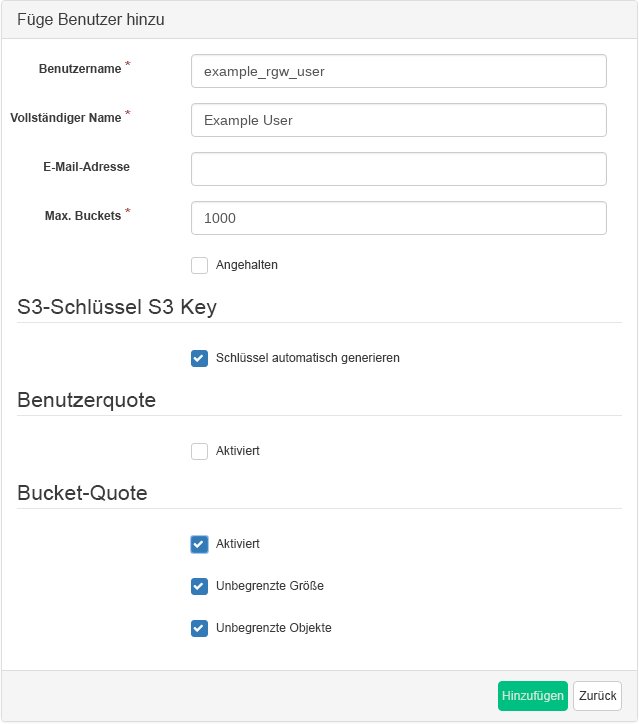 Füge Benutzer hinzu
Benutzername *
example_rgw_user
Vollständiger Name *
Example User
E-Mail-Adresse
Max. Buckets *
1000
Angehalten
S3-Schlüssel S3 Key
Schlüssel automatisch generieren
Benutzerquote
Aktiviert
Bucket-Quote
Aktiviert
Unbegrenzte Größe
Unbegrenzte Objekte
Hinzufügen Zurück